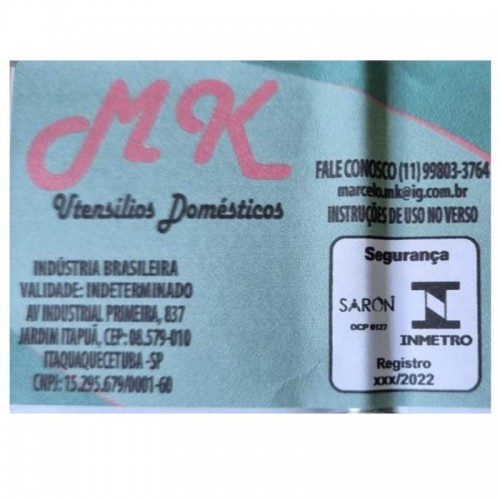 MK
Utensílios Domésticos
FALE CONOSCO (11) 99803-3764
marcelo.mk@ig.com.br
INSTRUÇÕES DE USO NO VERSO
INDÚSTRIA BRASILEIRA
VALIDADE: INDETERMINADO
AV INDUSTRIAL PRIMEIRA, 837
JARDIM ITAPUÁ, CEP: 08.579-010
ITAQUAQUECETUBA -SP
CNPJ: 15.295.679/0001-60
Segurança
SARON
OCP 0127
INMETRO
Registro
xxx/2022